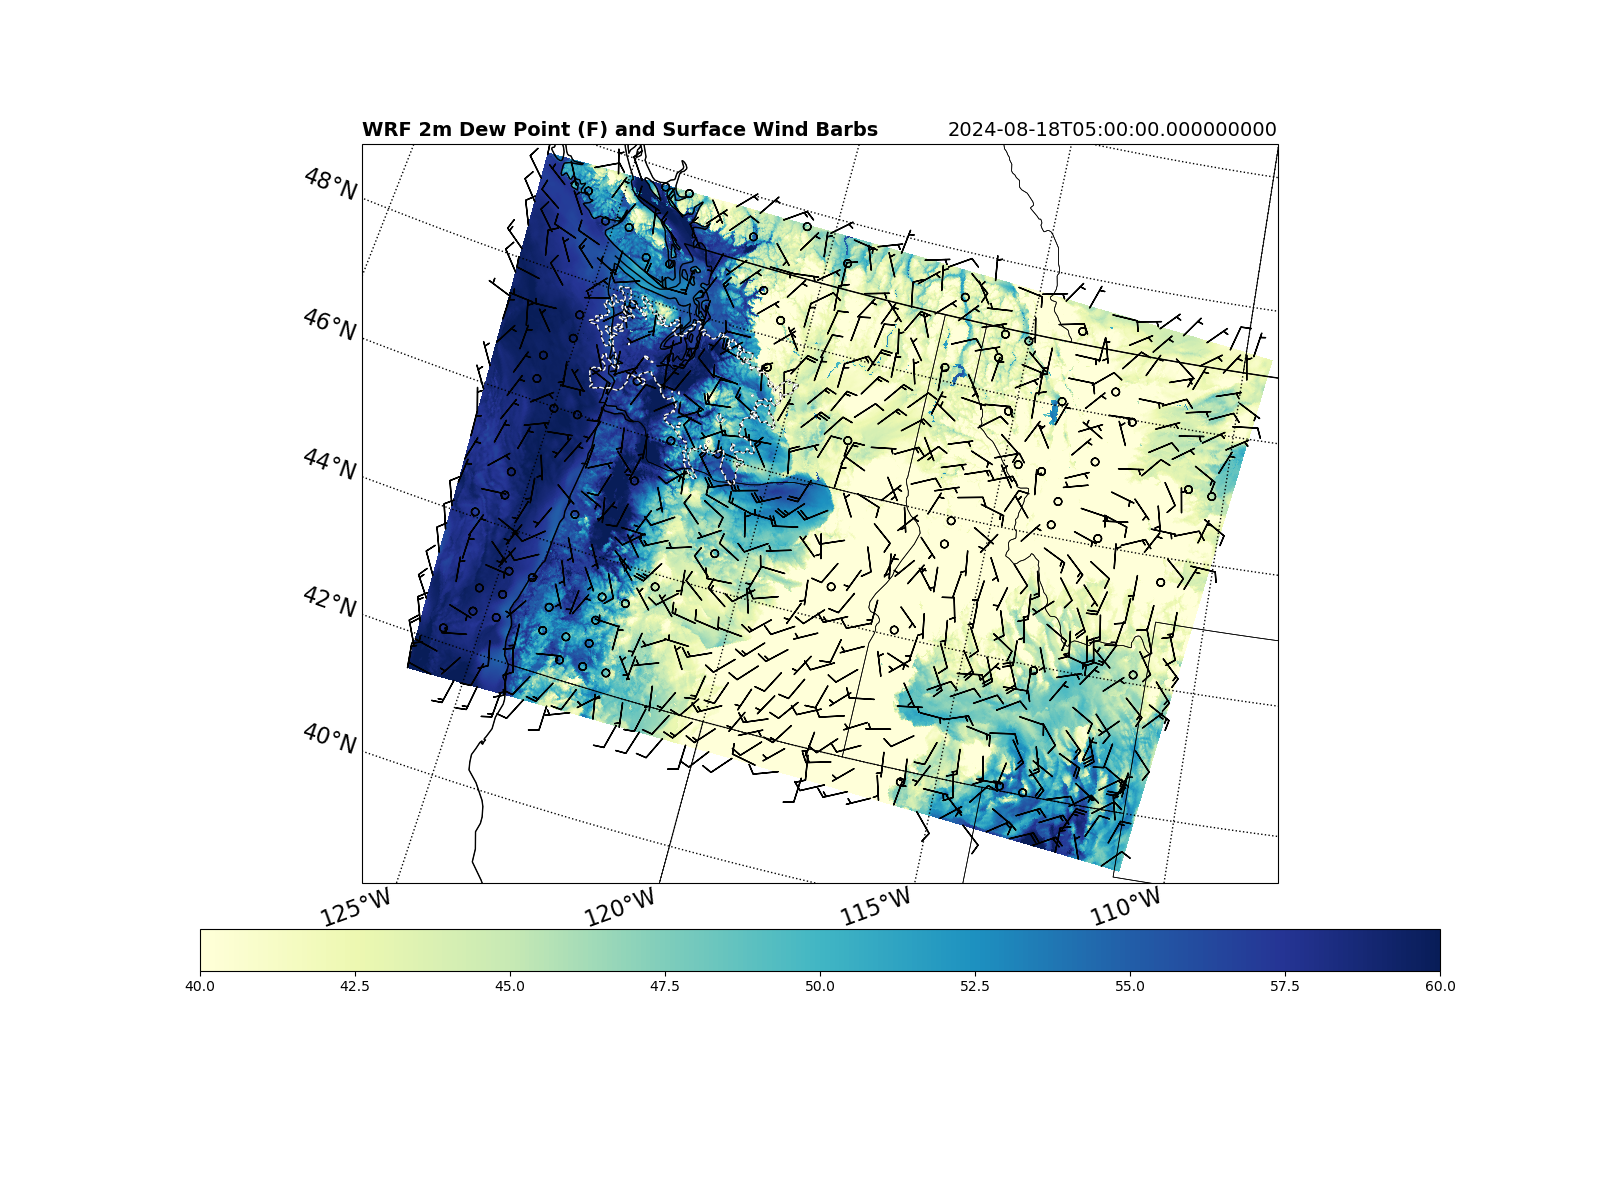 WRF 2m Dew Point (F) and Surface Wind Barbs 2024-08-18T05:00:00.000000000
48°N
46°N
44°N
42°N
40°N
125°W 120°W 115°W 110°W
40.0 42.5 45.0 47.5 50.0 52.5 55.0 57.5 60.0